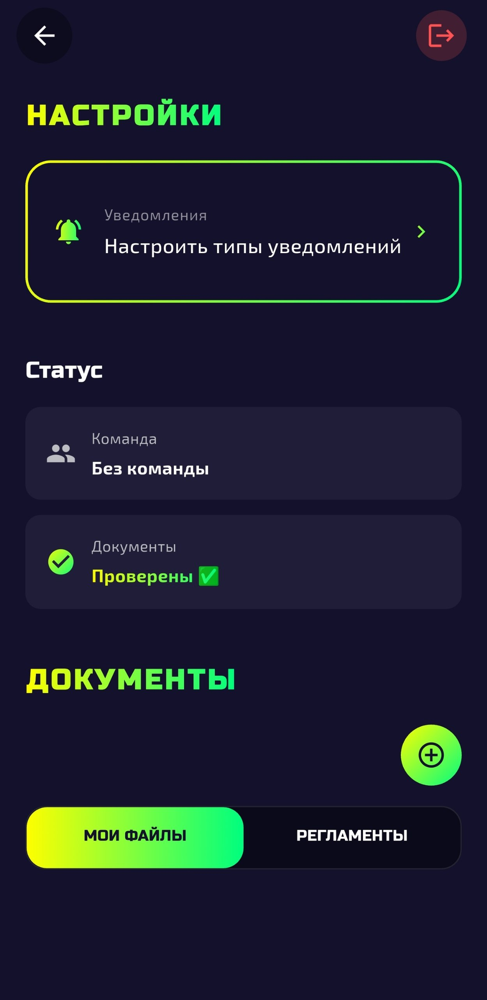 НАСТРОЙКИ
Уведомления
Настроить типы уведомлений
Статус
Команда
Без команды
Документы
Проверены ✅
ДОКУМЕНТЫ
МОИ ФАЙЛЫ
РЕГЛАМЕНТЫ